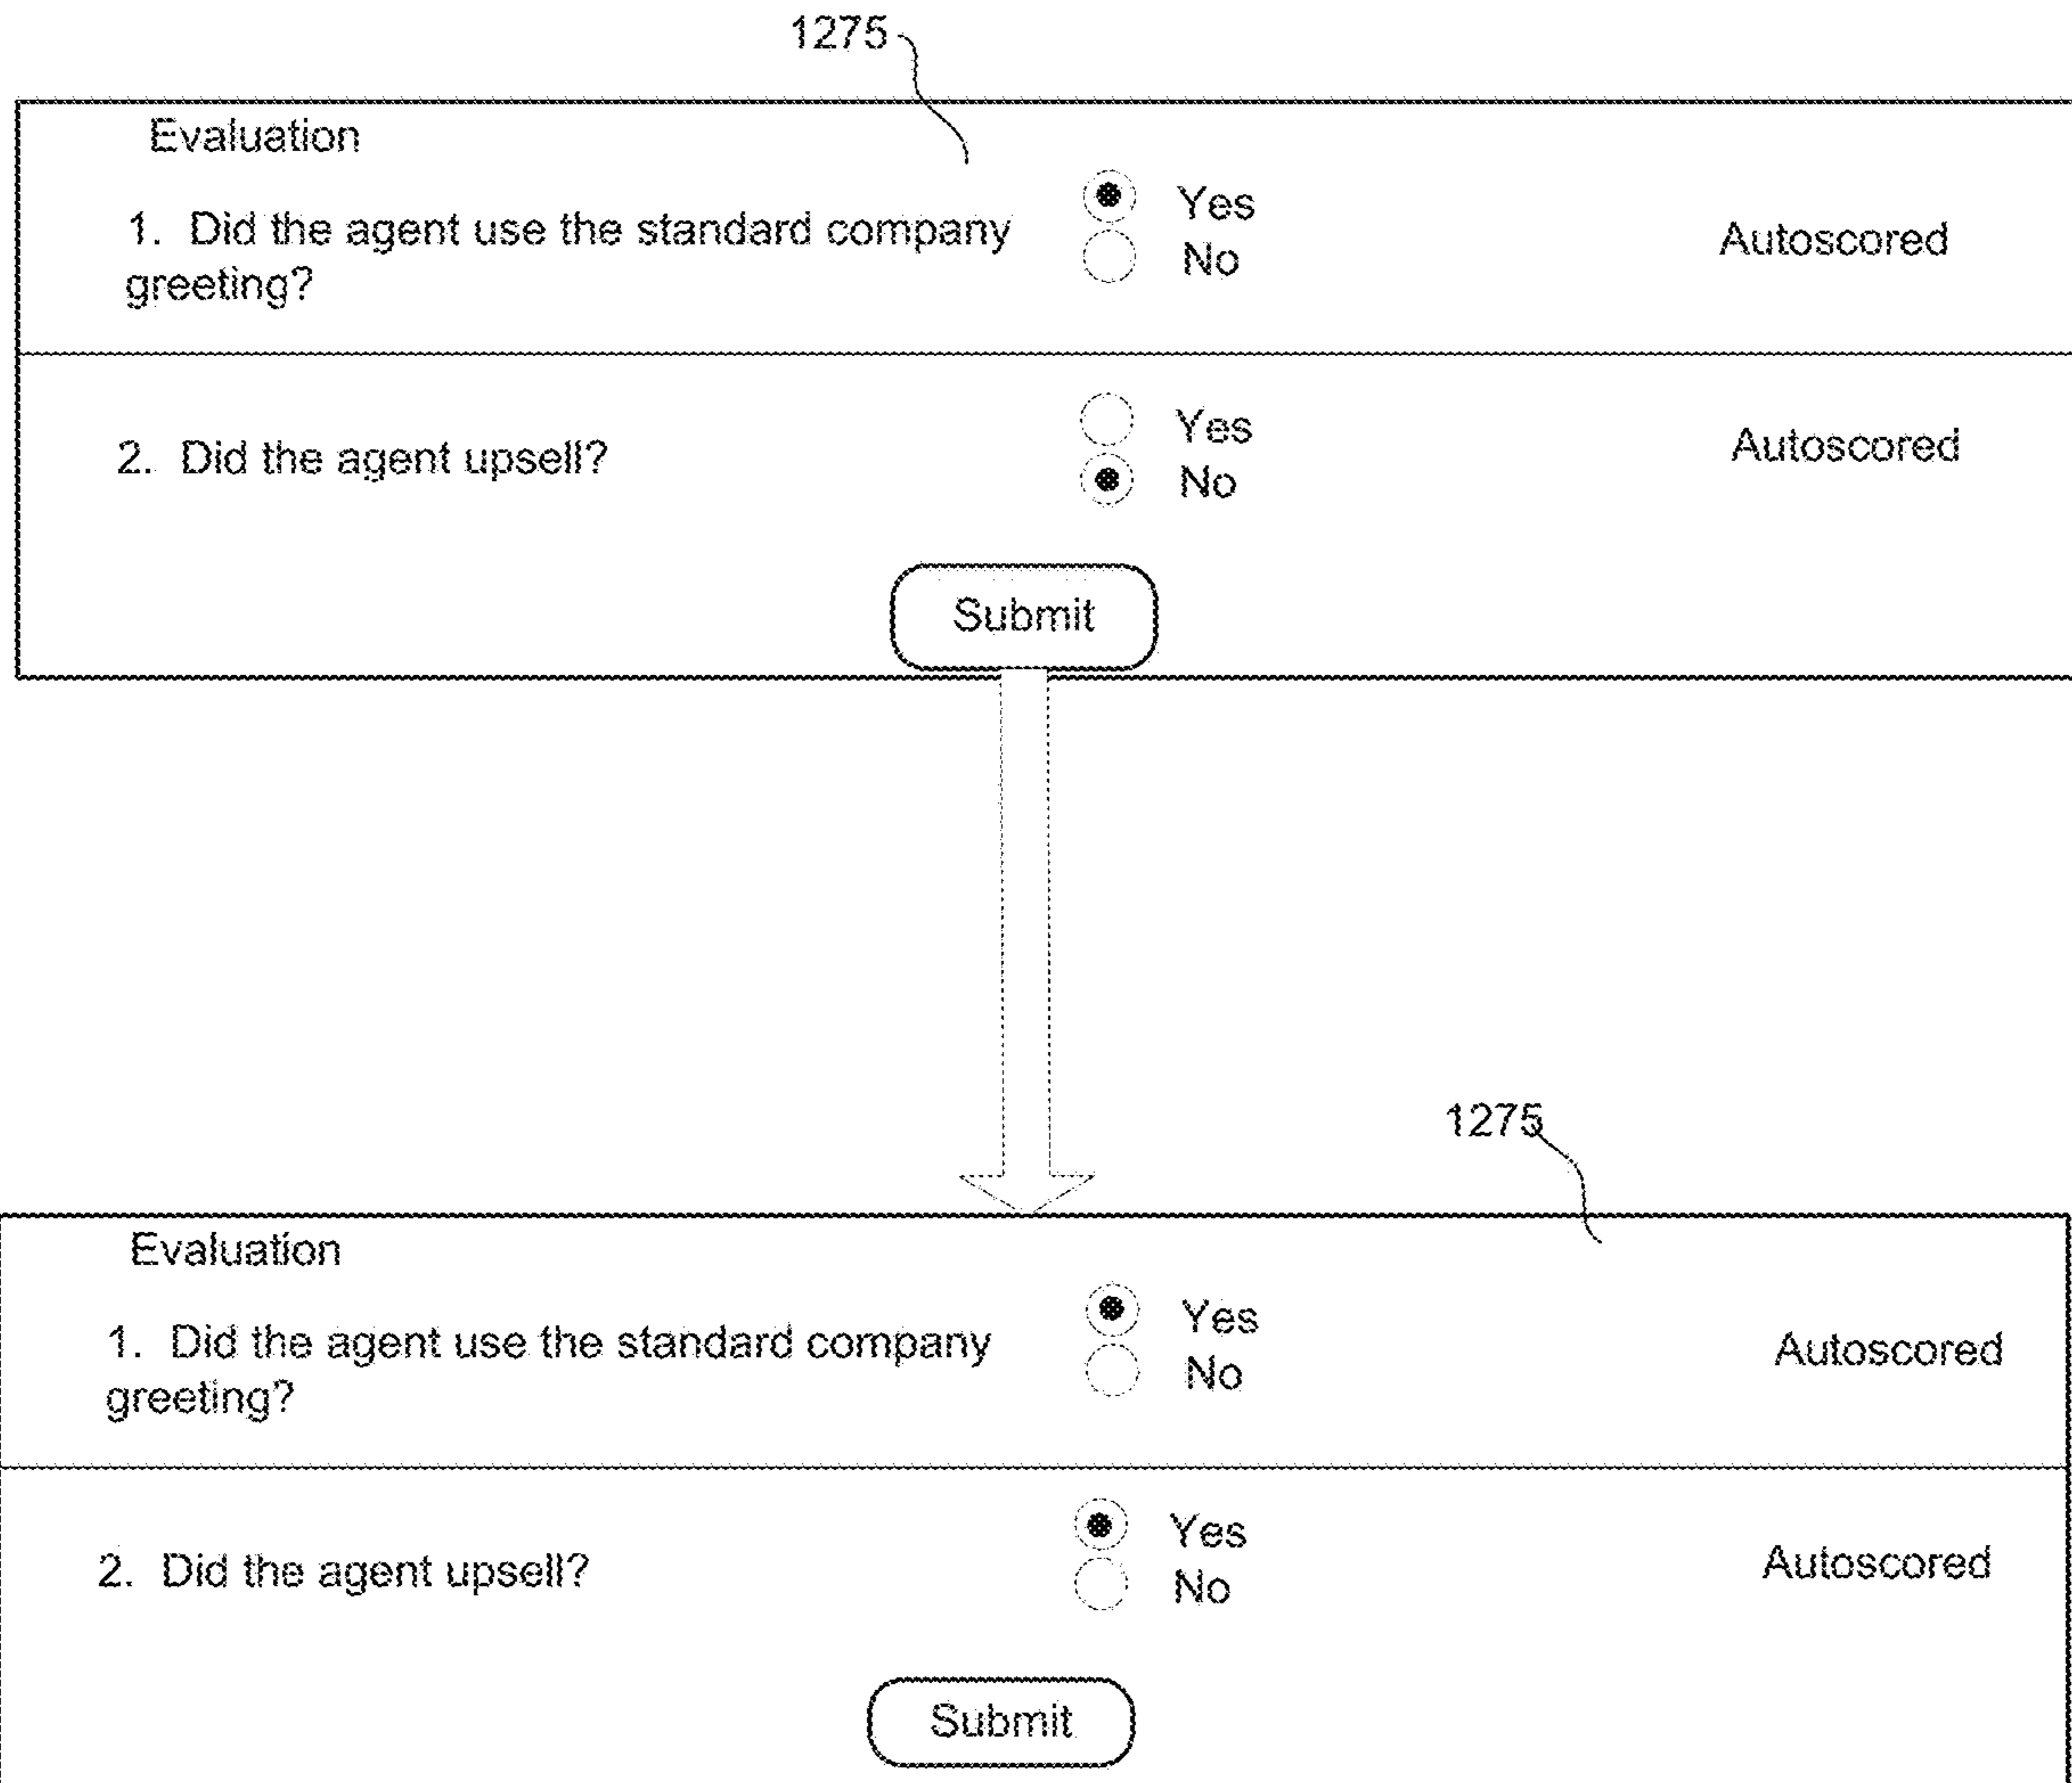 1275
Evaluation
1. Did the agent use the standard company
greeting?
Yes
No
Autoscored
2. Did the agent upsell?
Yes
No
Autoscored
Submit
1275
Evaluation
1. Did the agent use the standard company
greeting?
Yes
No
Autoscored
2. Did the agent upsell?
Yes
No
Autoscored
Submit